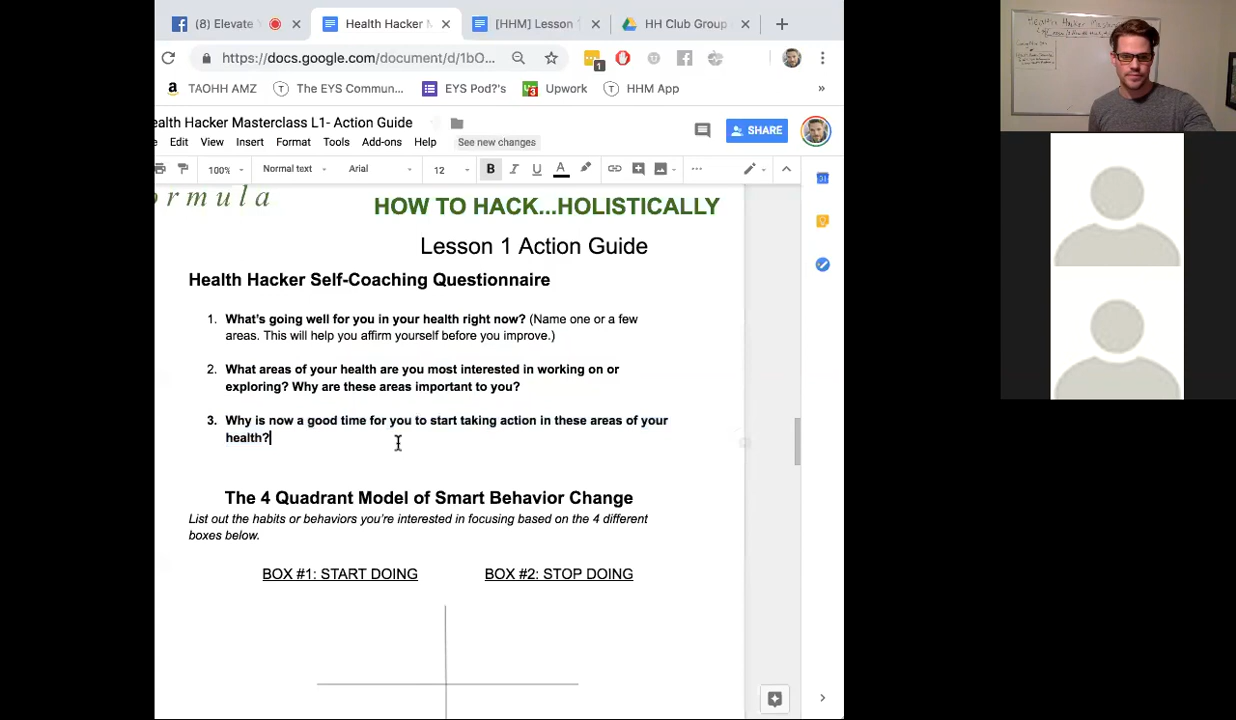 (8) Elevate
Health Hacker M
[HHM] Lesson 1
HH Club Group
https://docs.google.com/document/d/1bO...
1
a TAOHH AMZ
The EYS Commun...
EYS Pod?'s
Upwork
HHM App
»
ealth Hacker Masterclass L1- Action Guide
Edit View Insert Format Tools Add-ons Help See new changes
SHARE
100% Normal text Arial 12 B I U A
ormula
HOW TO HACK...HOLISTICALLY
Lesson 1 Action Guide
Health Hacker Self-Coaching Questionnaire
1. What's going well for you in your health right now? (Name one or a few
areas. This will help you affirm yourself before you improve.)
2. What areas of your health are you most interested in working on or
exploring? Why are these areas important to you?
3. Why is now a good time for you to start taking action in these areas of your
health?
The 4 Quadrant Model of Smart Behavior Change
List out the habits or behaviors you're interested in focusing based on the 4 different
boxes below.
BOX #1: START DOING
BOX #2: STOP DOING
Health Hacker